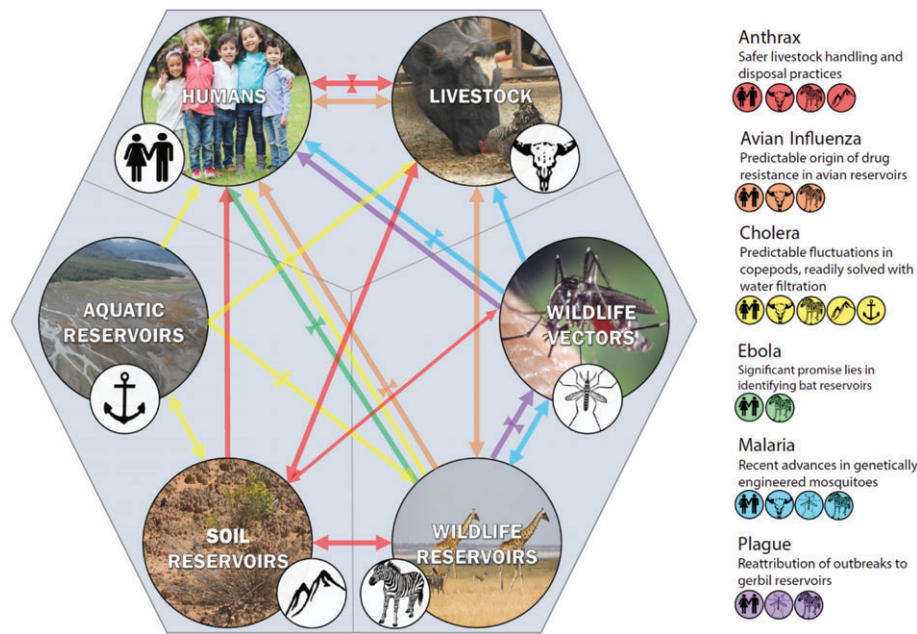 HUMANS
LIVESTOCK
AQUATIC
RESERVOIRS
WILDLIFE
VECTORS
SOIL
RESERVOIRS
WILDLIFE
RESERVOIRS
Anthrax
Safer livestock handling and
disposal practices
Avian Influenza
Predictable origin of drug
resistance in avian reservoirs
Cholera
Predictable fluctuations in
copepods, readily solved with
water filtration
Ebola
Significant promise lies in
identifying bat reservoirs
Malaria
Recent advances in genetically
engineered mosquitoes
Plague
Reattribution of outbreaks to
gerbil reservoirs